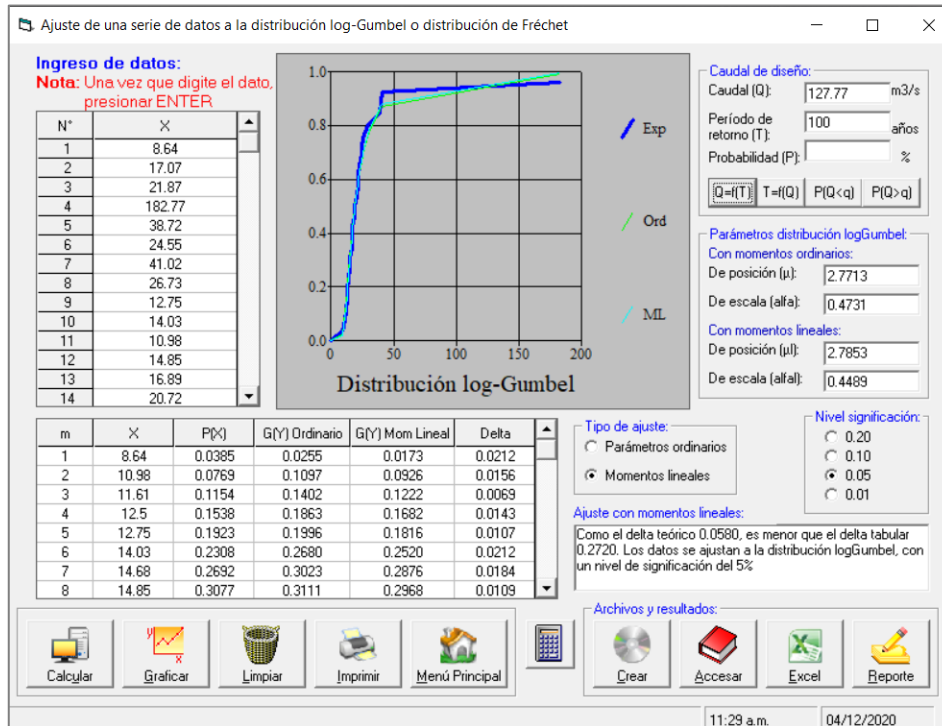 Ajuste de una serie de datos a la distribución log-Gumbel o distribución de Fréchet
Ingreso de datos:
Nota: Una vez que digite el dato,
presionar ENTER
N° X
1 8.64
2 17.07
3 21.87
4 182.77
5 38.72
6 24.55
7 41.02
8 26.73
9 12.75
10 14.03
11 10.98
12 14.85
13 16.89
14 20.72
1.0
0.8
0.6
0.4
0.2
0.0
0 50 100 150 200
Distribución log-Gumbel
Exp
Ord
ML
Caudal de diseño:
Caudal (Q): 127.77 m3/s
Período de
retorno (T): 100 años
Probabilidad (P): %
Q=f(T) T=f(Q) P(Q<q) P(Q>q)
Parámetros distribución logGumbel:
Con momentos ordinarios:
De posición (µ): 2.7713
De escala (alfa): 0.4731
Con momentos lineales:
De posición (µl): 2.7853
De escala (alfal): 0.4489
m X P(X) G(Y) Ordinario G(Y) Mom Lineal Delta
1 8.64 0.0385 0.0255 0.0173 0.0212
2 10.98 0.0769 0.1097 0.0926 0.0156
3 11.61 0.1154 0.1402 0.1222 0.0069
4 12.5 0.1538 0.1863 0.1682 0.0143
5 12.75 0.1923 0.1996 0.1816 0.0107
6 14.03 0.2308 0.2680 0.2520 0.0212
7 14.68 0.2692 0.3023 0.2876 0.0184
8 14.85 0.3077 0.3111 0.2968 0.0109
Tipo de ajuste:
Parámetros ordinarios
Momentos lineales
Nivel significación:
0.20
0.10
0.05
0.01
Ajuste con momentos lineales:
Como el delta teórico 0.0580, es menor que el delta tabular
0.2720. Los datos se ajustan a la distribución logGumbel, con
un nivel de significación del 5%
Calcular Graficar Limpiar Imprimir Menú Principal
Archivos y resultados:
Crear Accesar Excel Reporte
11:29 a.m. 04/12/2020